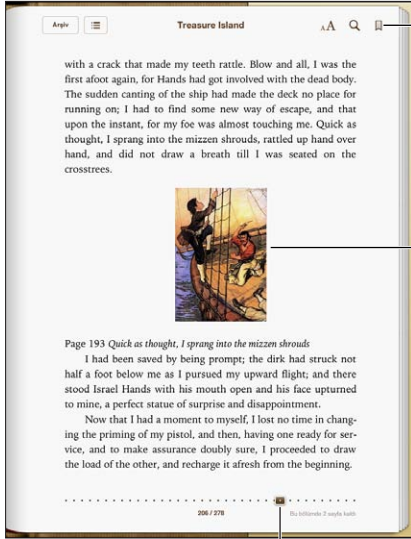 Arşiv
Treasure Island
AA
with a crack that made my teeth rattle. Blow and all, I was the
first afoot again, for Hands had got involved with the dead body.
The sudden canting of the ship had made the deck no place for
running on; I had to find some new way of escape, and that
upon the instant, for my foe was almost touching me. Quick as
thought, I sprang into the mizzen shrouds, rattled up hand over
hand, and did not draw a breath till I was seated on the
crosstrees.
Page 193 Quick as thought, I sprang into the mizzen shrouds
I had been saved by being prompt; the dirk had struck not
half a foot below me as I pursued my upward flight; and there
stood Israel Hands with his mouth open and his face upturned
to mine, a perfect statue of surprise and disappointment.
Now that I had a moment to myself, I lost no time in chang-
ing the priming of my pistol, and then, having one ready for ser-
vice, and to make assurance doubly sure, I proceeded to draw
the load of the other, and recharge it afresh from the beginning.
206 / 278
Bu bölümde 2 sayfa kaldı